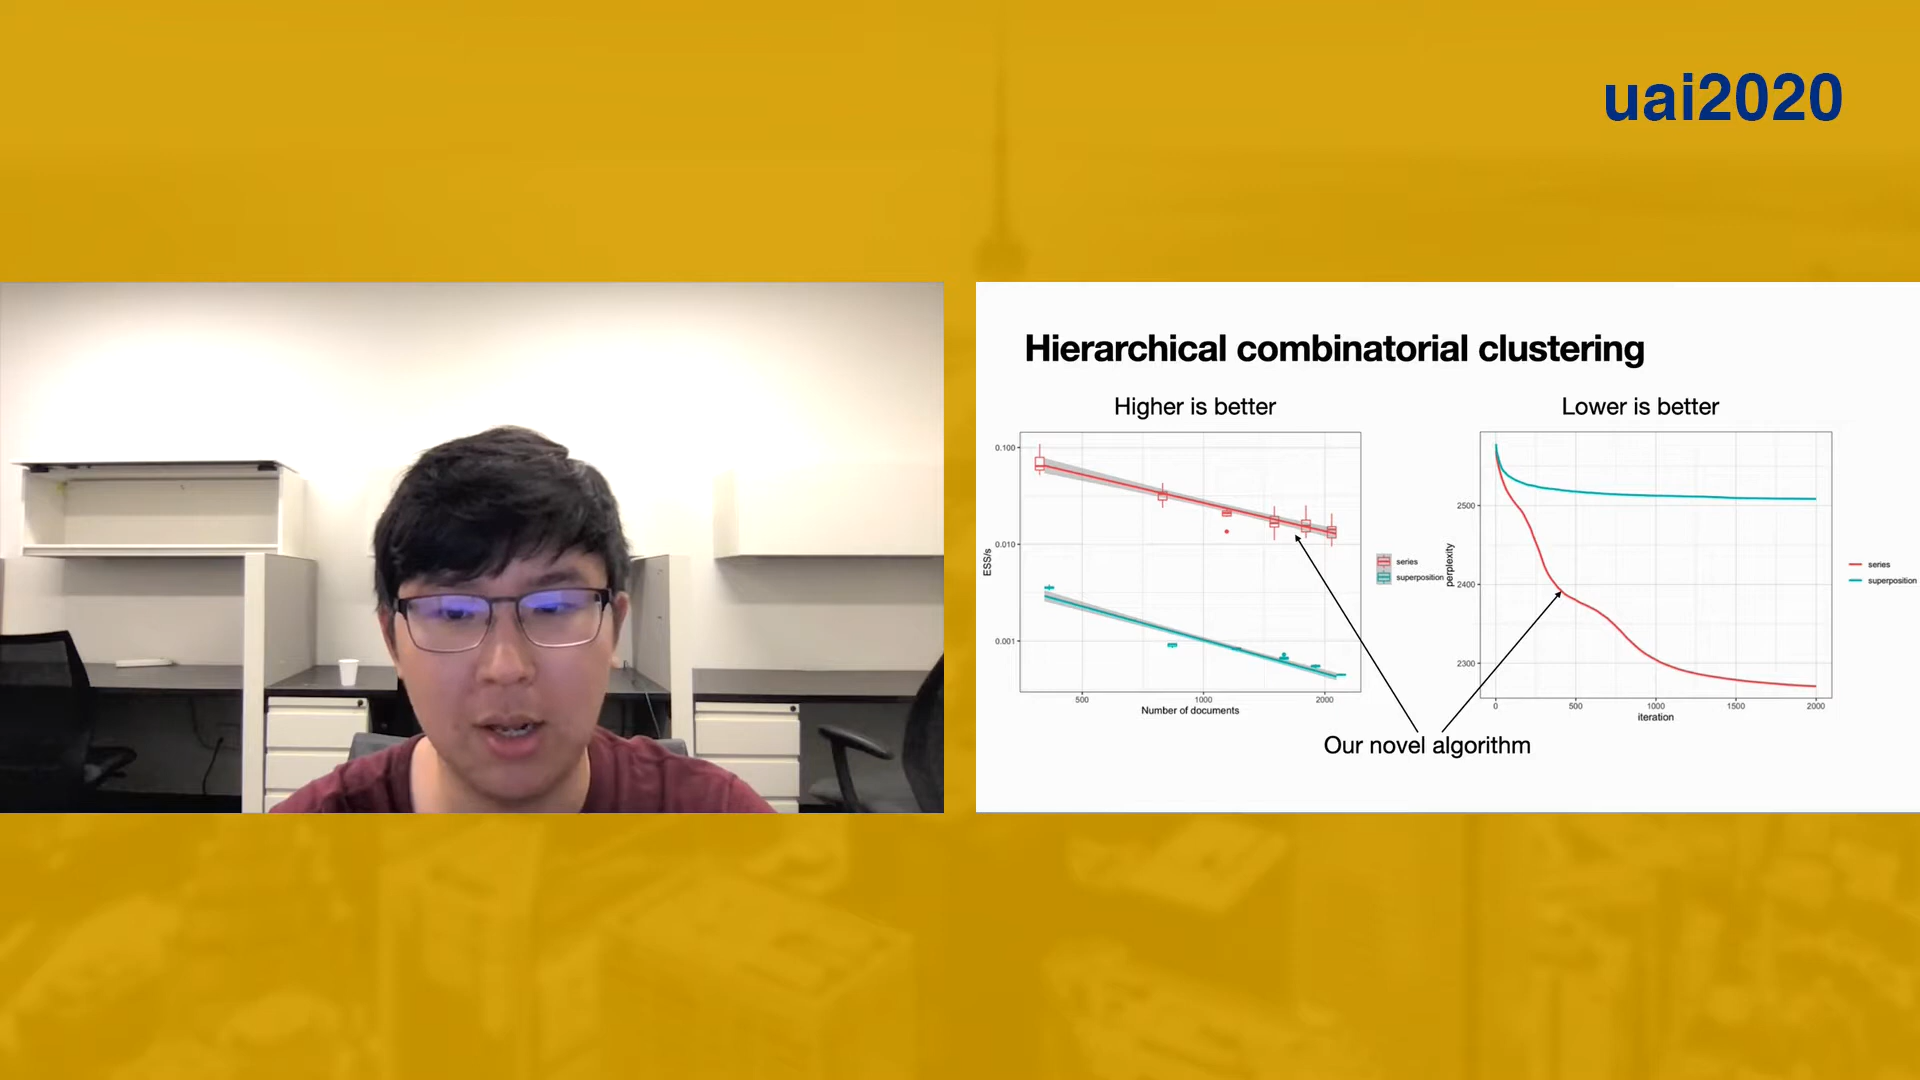 uai2020
Hierarchical combinatorial clustering
Higher is better
Lower is better
0.100
0.010
0.001
ESS/s
500
1000
2000
Number of documents
series
superposition
2500
2400
2300
perplexity
0
500
1000
1500
2000
iteration
series
superposition
Our novel algorithm